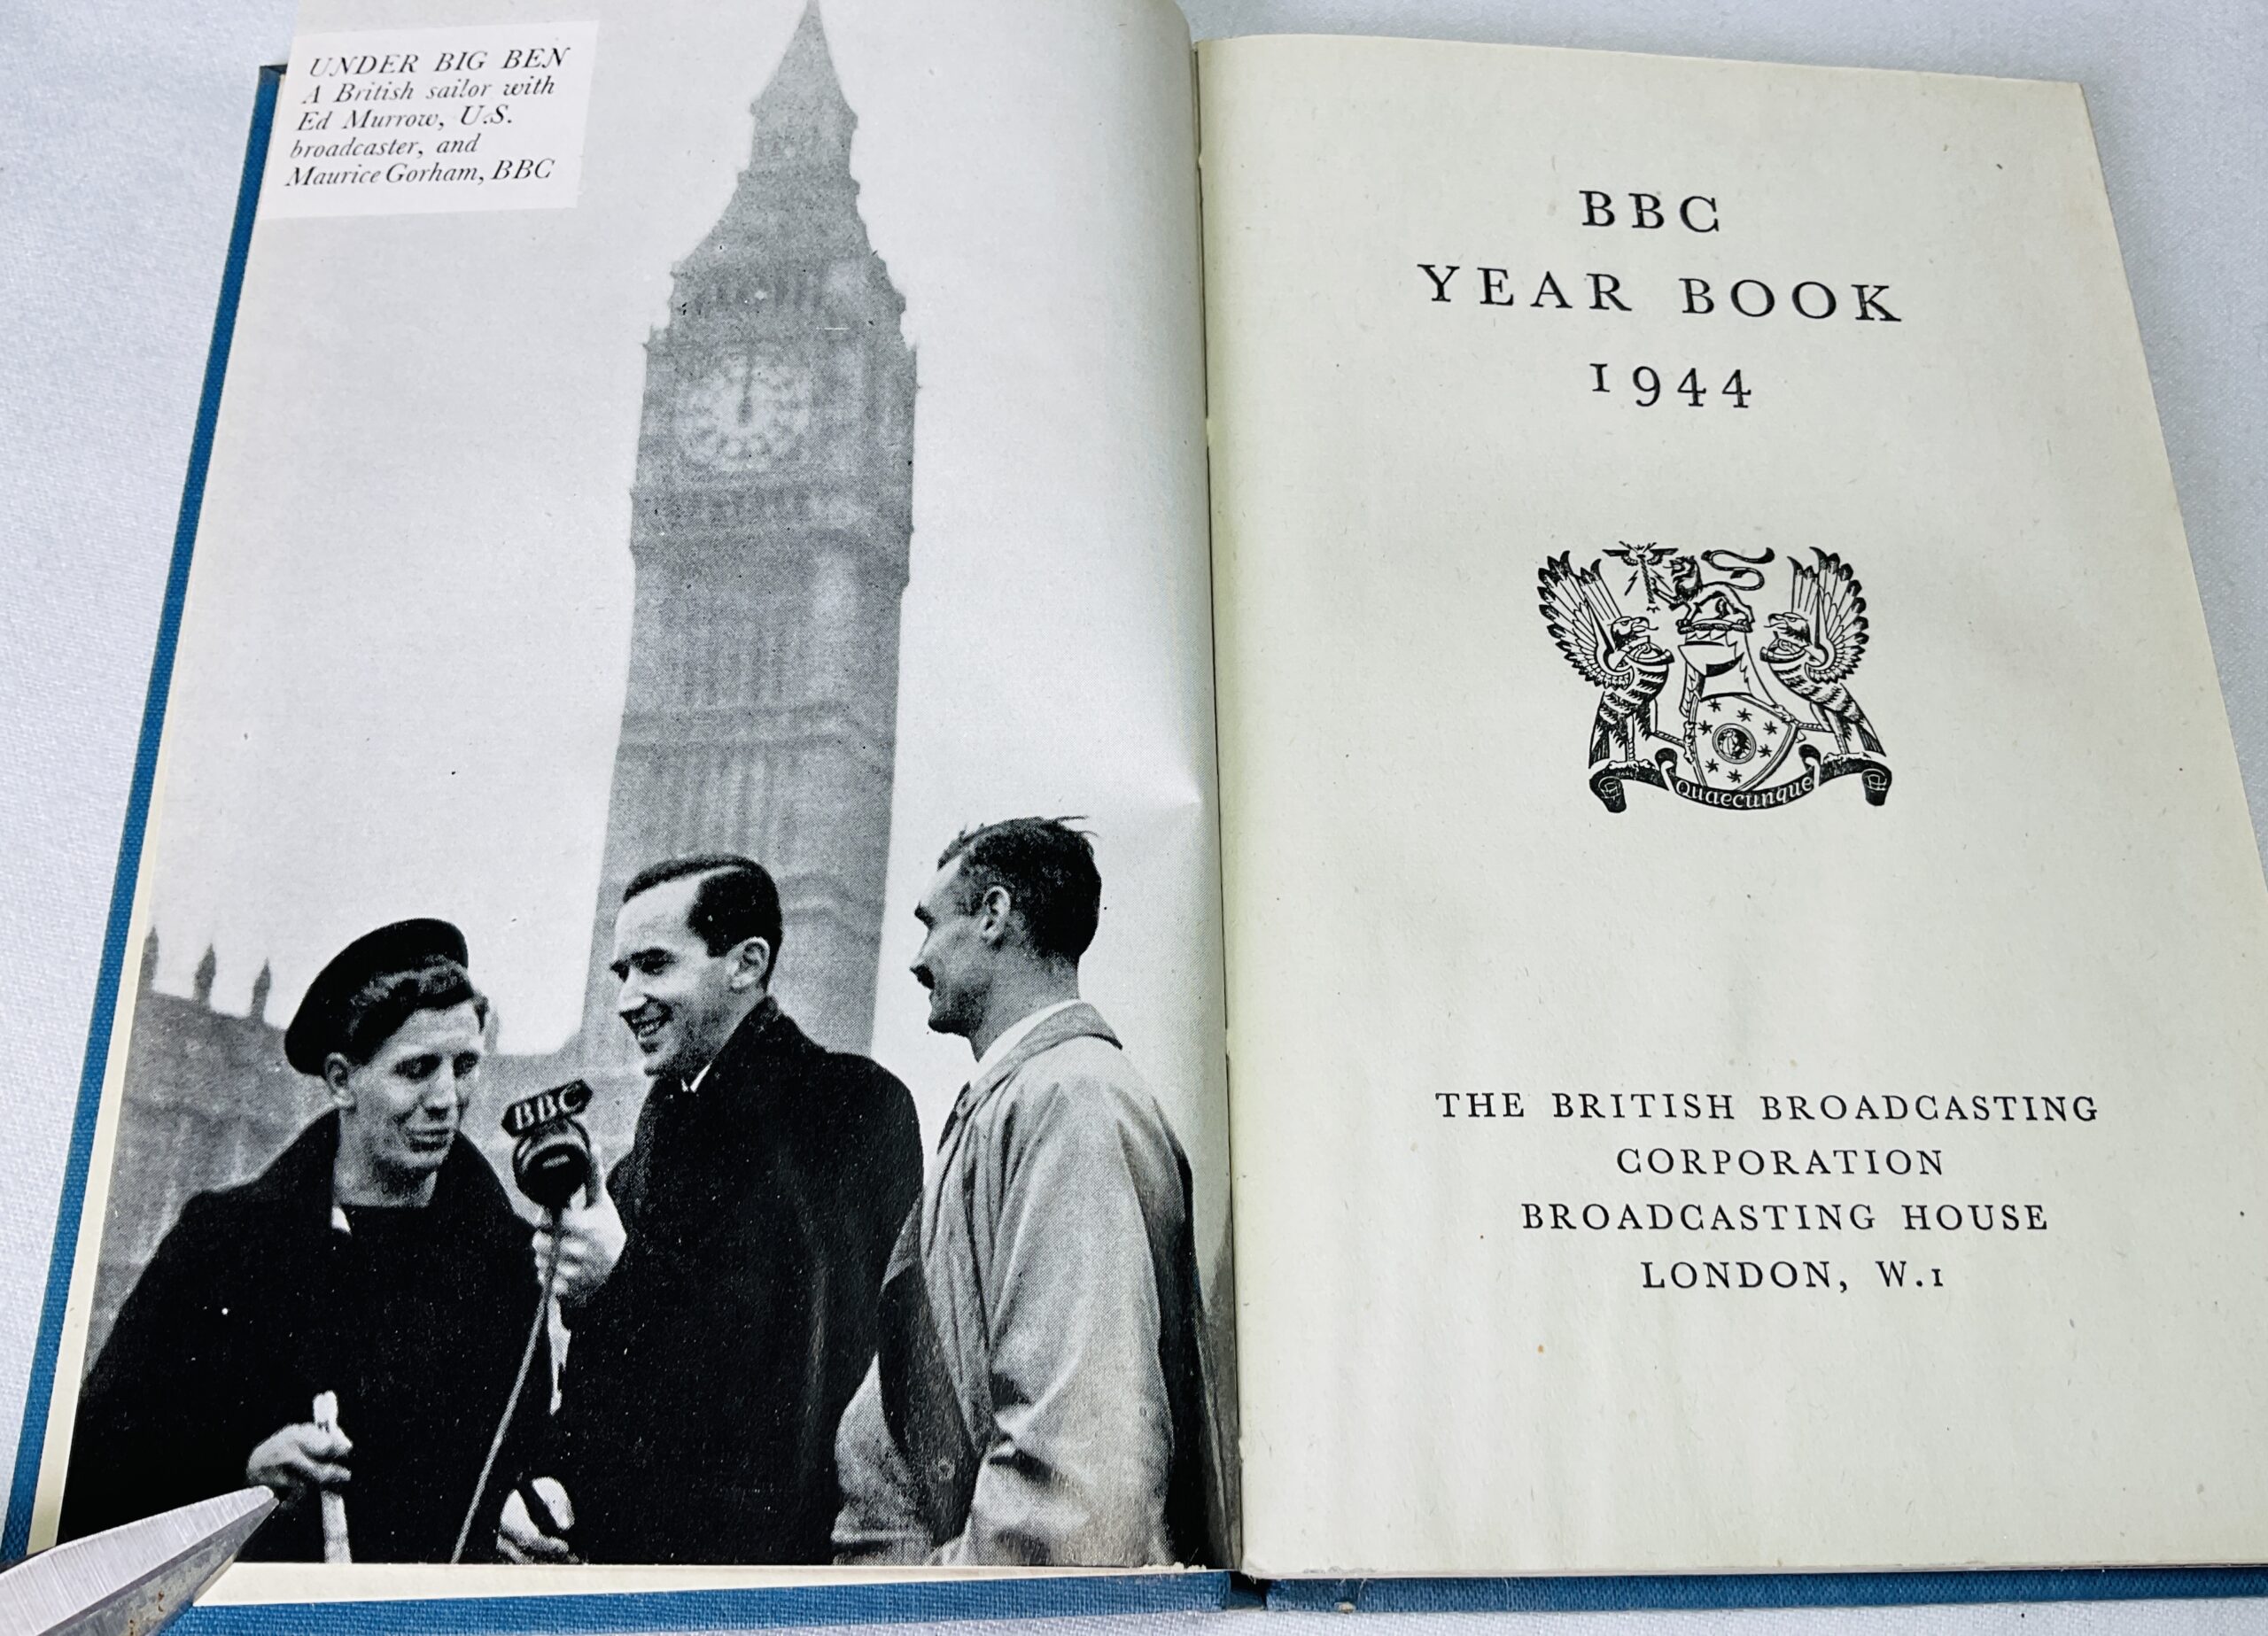 UNDER BIG BEN
A British sailor with
Ed Murrow, U.S.
broadcaster, and
Maurice Gorham, BBC
BBC
BBC
YEAR BOOK
1944
Quaecunque
THE BRITISH BROADCASTING
CORPORATION
BROADCASTING HOUSE
LONDON, W.1